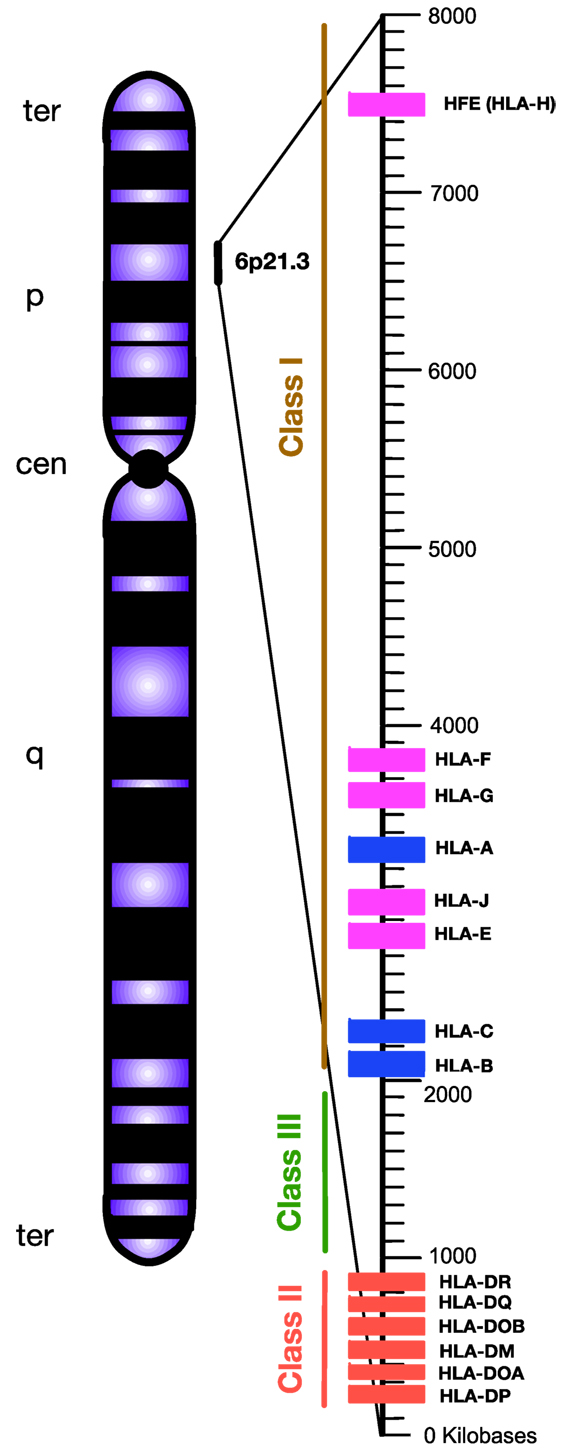 8000
ter
HFE (HLA-H)
7000
6p21.3
p
6000
Class I
cen
5000
4000
q
HLA-F
HLA-G
HLA-A
HLA-J
HLA-E
HLA-C
HLA-B
2000
Class III
ter
1000
HLA-DR
HLA-DQ
Class II
HLA-DOB
HLA-DM
HLA-DOA
HLA-DP
0 Kilobases